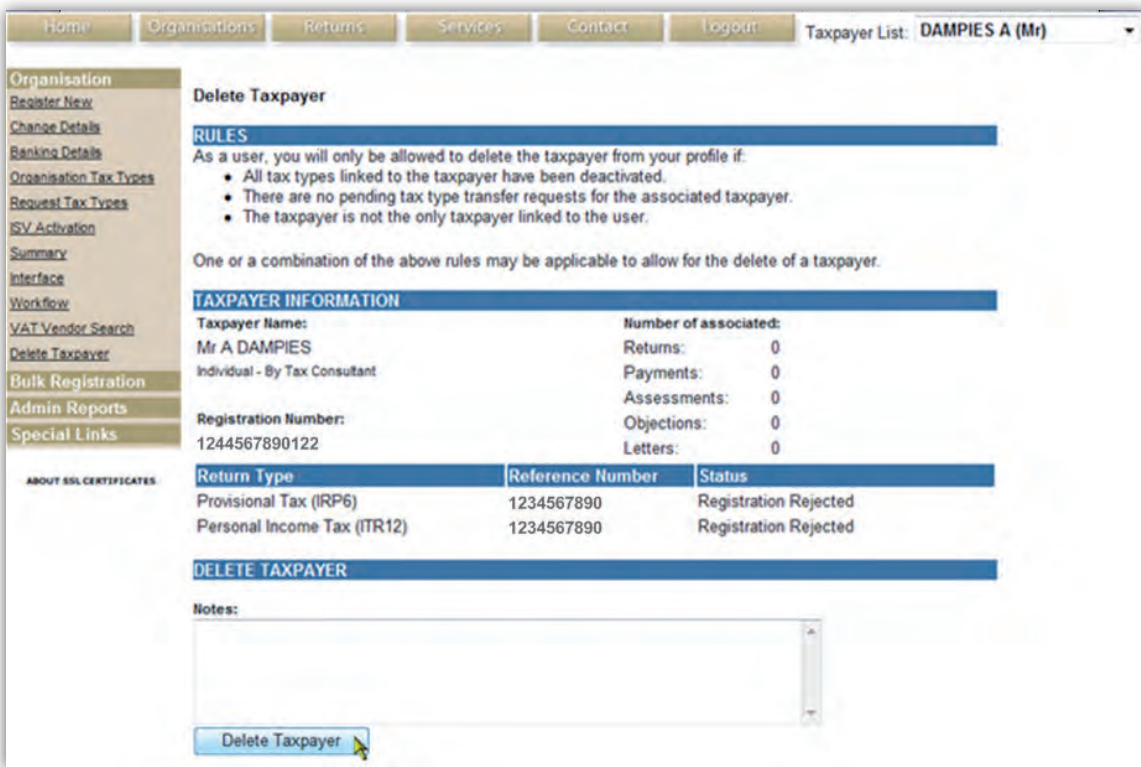 Home Organisations Returns Services Contact Logout Taxpayer List: DAMPIES A (Mr)
Organisation
Register New
Change Details
Banking Details
Organisation Tax Types
Request Tax Types
ISV Activation
Summary
Interface
Workflow
VAT Vendor Search
Delete Taxpayer
Bulk Registration
Admin Reports
Special Links
ABOUT SSL CERTIFICATES
Delete Taxpayer
RULES
As a user, you will only be allowed to delete the taxpayer from your profile if:
• All tax types linked to the taxpayer have been deactivated.
• There are no pending tax type transfer requests for the associated taxpayer.
• The taxpayer is not the only taxpayer linked to the user.
One or a combination of the above rules may be applicable to allow for the delete of a taxpayer.
TAXPAYER INFORMATION
Taxpayer Name:
Mr A DAMPIES
Individual - By Tax Consultant
Registration Number:
1244567890122
Number of associated:
Returns: 0
Payments: 0
Assessments: 0
Objections: 0
Letters: 0
Return Type Reference Number Status
Provisional Tax (IRP6) 1234567890 Registration Rejected
Personal Income Tax (ITR12) 1234567890 Registration Rejected
DELETE TAXPAYER
Notes:
Delete Taxpayer